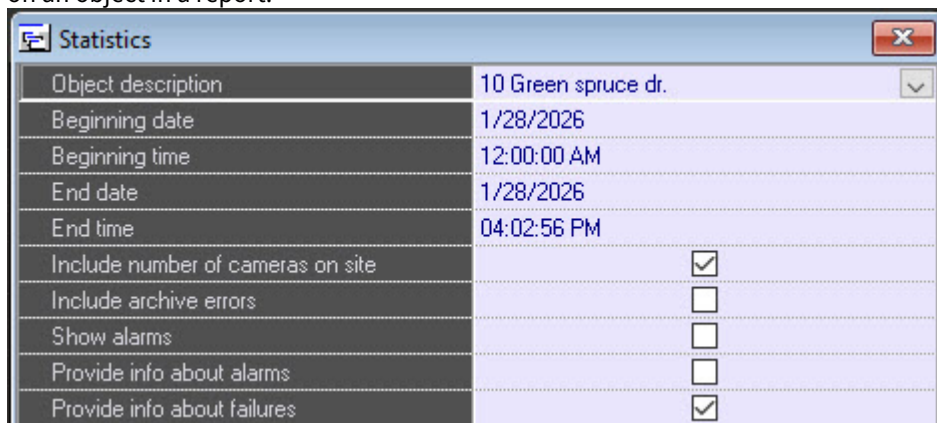 on an object in a report.
Statistics
Object description 10 Green spruce dr.
Beginning date 1/28/2026
Beginning time 12:00:00 AM
End date 1/28/2026
End time 04:02:56 PM
Include number of cameras on site
Include archive errors
Show alarms
Provide info about alarms
Provide info about failures